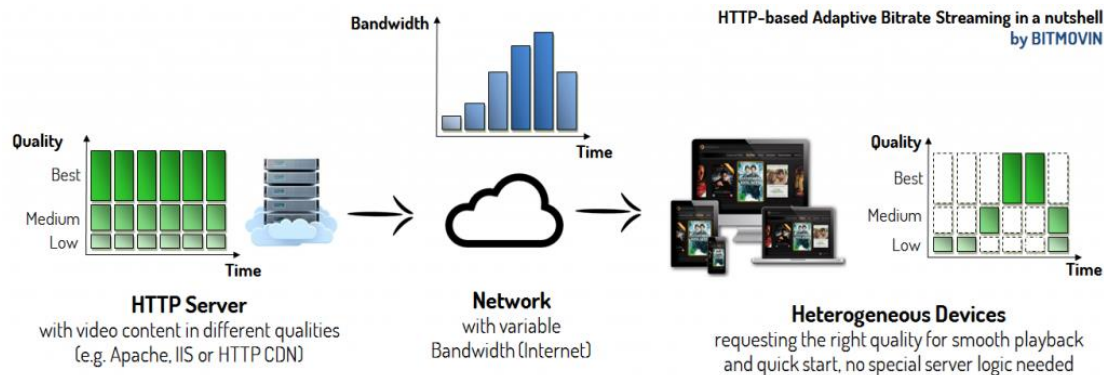 HTTP-based Adaptive Bitrate Streaming in a nutshell
by BITMOVIN
Bandwidth
Time
Quality
Best
Medium
Low
Time
Quality
Best
Medium
Low
Time
HTTP Server
with video content in different qualities
(e.g. Apache, IIS or HTTP CDN)
Network
with variable
Bandwidth (Internet)
Heterogeneous Devices
requesting the right quality for smooth playback
and quick start, no special server logic needed